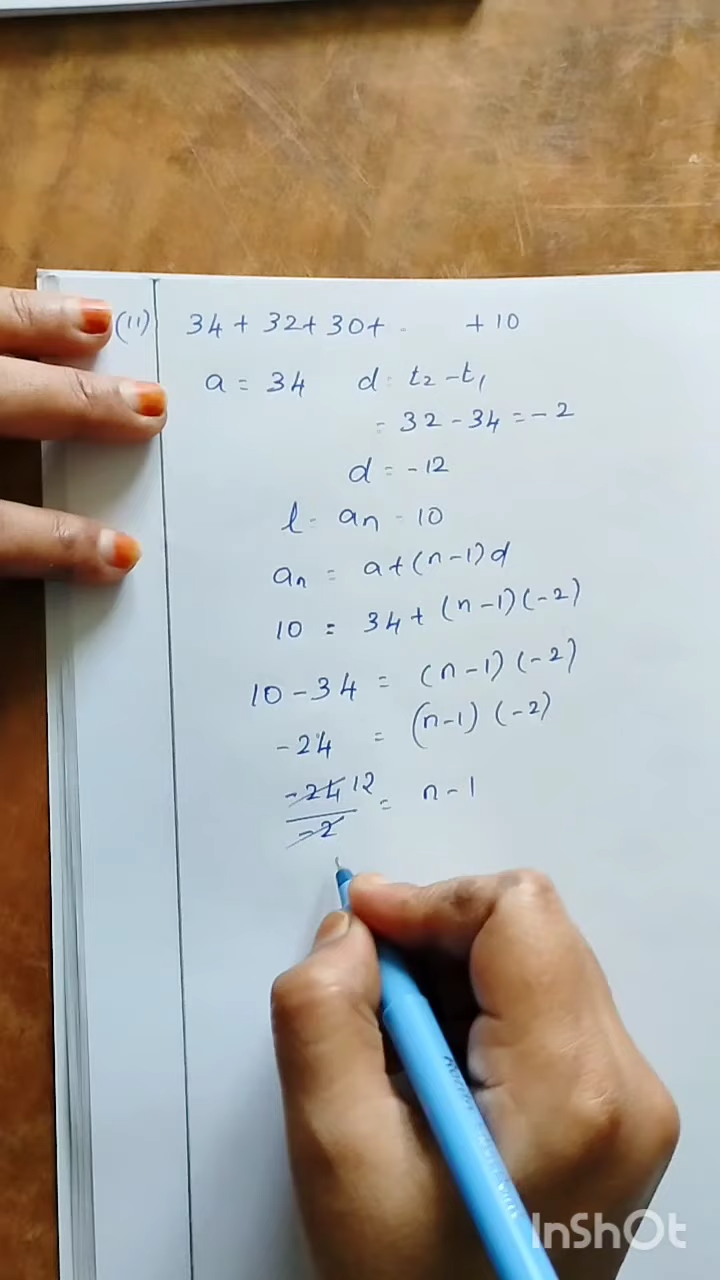 (11) 34 + 32 + 30 + .. + 10
a = 34 d = t₂ - t₁
= 32 - 34 = -2
d = -12
l = an = 10
an = a + (n-1) d
10 = 34 + (n-1) (-2)
10 - 34 = (n-1) (-2)
-24 = (n-1) (-2)
-24/-2 12 = n - 1
InShOt